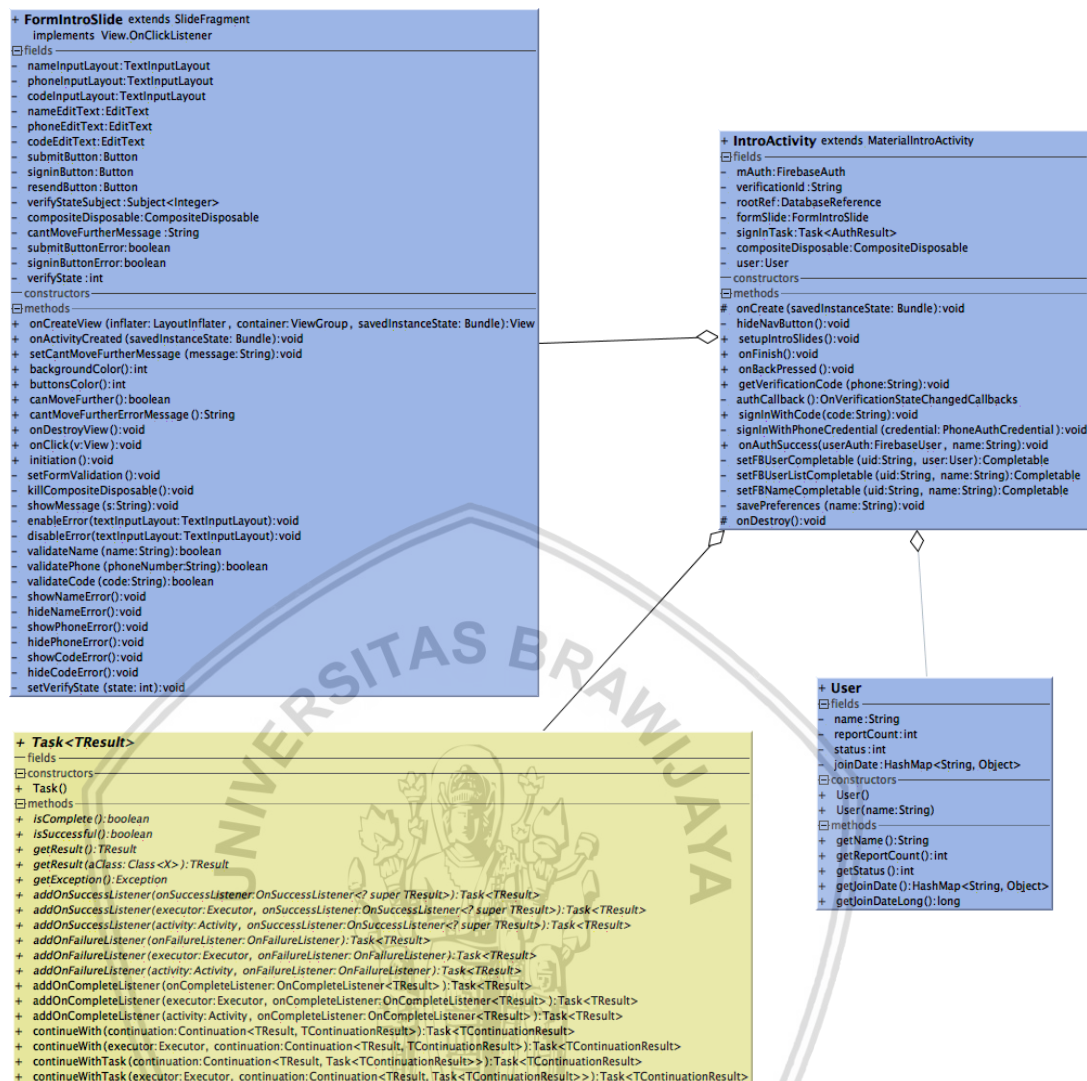 + FormIntroSlide extends SlideFragment
implements View.OnClickListener
fields
- nameInputLayout:TextInputLayout
- phoneInputLayout:TextInputLayout
- codeInputLayout:TextInputLayout
- nameEditText:EditText
- phoneEditText:EditText
- codeEditText:EditText
- submitButton:Button
- signinButton:Button
- resendButton:Button
- verifyStateSubject:Subject<Integer>
- compositeDisposable:CompositeDisposable
- cantMoveFurtherMessage:String
- submitButtonError:boolean
- signinButtonError:boolean
- verifyState:int
constructors
methods
+ onCreateView (inflater: LayoutInflater, container: ViewGroup, savedInstanceState: Bundle):View
+ onActivityCreated (savedInstanceState: Bundle):void
+ setCantMoveFurtherMessage (message:String):void
+ backgroundColor():int
+ buttonsColor():int
+ canMoveFurther():boolean
+ cantMoveFurtherErrorMessage():String
+ onDestroyView():void
+ onClick(v:View):void
+ initiation():void
- setFormValidation():void
- killCompositeDisposable():void
- showMessage (s:String):void
- enableError(textInputLayout:TextInputLayout):void
- disableError(textInputLayout:TextInputLayout):void
- validateName (name:String):boolean
- validatePhone (phoneNumber:String):boolean
- validateCode (code:String):boolean
- showNameError():void
- hideNameError():void
- showPhoneError():void
- hidePhoneError():void
- showCodeError():void
- hideCodeError():void
- setVerifyState (state: int):void
+ IntroActivity extends MaterialIntroActivity
fields
- mAuth:FirebaseAuth
- verificationId:String
- rootRef:DatabaseReference
- formSlide:FormIntroSlide
- signInTask:Task<AuthResult>
- compositeDisposable:CompositeDisposable
- user:User
constructors
methods
# onCreate (savedInstanceState: Bundle):void
- hideNavButton():void
+ setupIntroSlides():void
+ onFinish():void
+ onBackPressed():void
+ getVerificationCode (phone:String):void
- authCallback():OnVerificationStateChangedCallbacks
+ signInWithCode(code:String):void
- signInWithPhoneCredential (credential:PhoneAuthCredential):void
+ onAuthSuccess(userAuth:FirebaseUser, name:String):void
- setFBUserCompletable (uid:String, user:User):Completable
- setFBUserListCompletable (uid:String, name:String):Completable
- setFBNameCompletable (uid:String, name:String):Completable
- savePreferences (name:String):void
# onDestroy():void
+ User
fields
- name:String
- reportCount:int
- status:int
- joinDate:HashMap<String, Object>
constructors
+ User()
+ User(name:String)
methods
+ getName():String
+ getReportCount():int
+ getStatus():int
+ getJoinDate():HashMap<String, Object>
+ getJoinDateLong():long
+ Task<TResult>
fields
constructors
+ Task()
methods
+ isComplete():boolean
+ isSuccessful():boolean
+ getResult():TResult
+ getResult(aClass:Class<X>):TResult
+ getException():Exception
+ addOnSuccessListener(onSuccessListener:OnSuccessListener<? super TResult>):Task<TResult>
+ addOnSuccessListener(executor:Executor, onSuccessListener:OnSuccessListener<? super TResult>):Task<TResult>
+ addOnSuccessListener(activity:Activity, onSuccessListener:OnSuccessListener<? super TResult>):Task<TResult>
+ addOnFailureListener(onFailureListener:OnFailureListener):Task<TResult>
+ addOnFailureListener(executor:Executor, onFailureListener:OnFailureListener):Task<TResult>
+ addOnFailureListener(activity:Activity, onFailureListener:OnFailureListener):Task<TResult>
+ addOnCompleteListener(onCompleteListener:OnCompleteListener<TResult>):Task<TResult>
+ addOnCompleteListener(executor:Executor, onCompleteListener:OnCompleteListener<TResult>):Task<TResult>
+ addOnCompleteListener(activity:Activity, onCompleteListener:OnCompleteListener<TResult>):Task<TResult>
+ continueWith(continuation:Continuation<TResult, TContinuationResult>):Task<TContinuationResult>
+ continueWith(executor:Executor, continuation:Continuation<TResult, TContinuationResult>):Task<TContinuationResult>
+ continueWithTask(continuation:Continuation<TResult, Task<TContinuationResult>>):Task<TContinuationResult>
+ continueWithTask(executor:Executor, continuation:Continuation<TResult, Task<TContinuationResult>>):Task<TContinuationResult>
UNIVERSITAS BRAWIJAYA